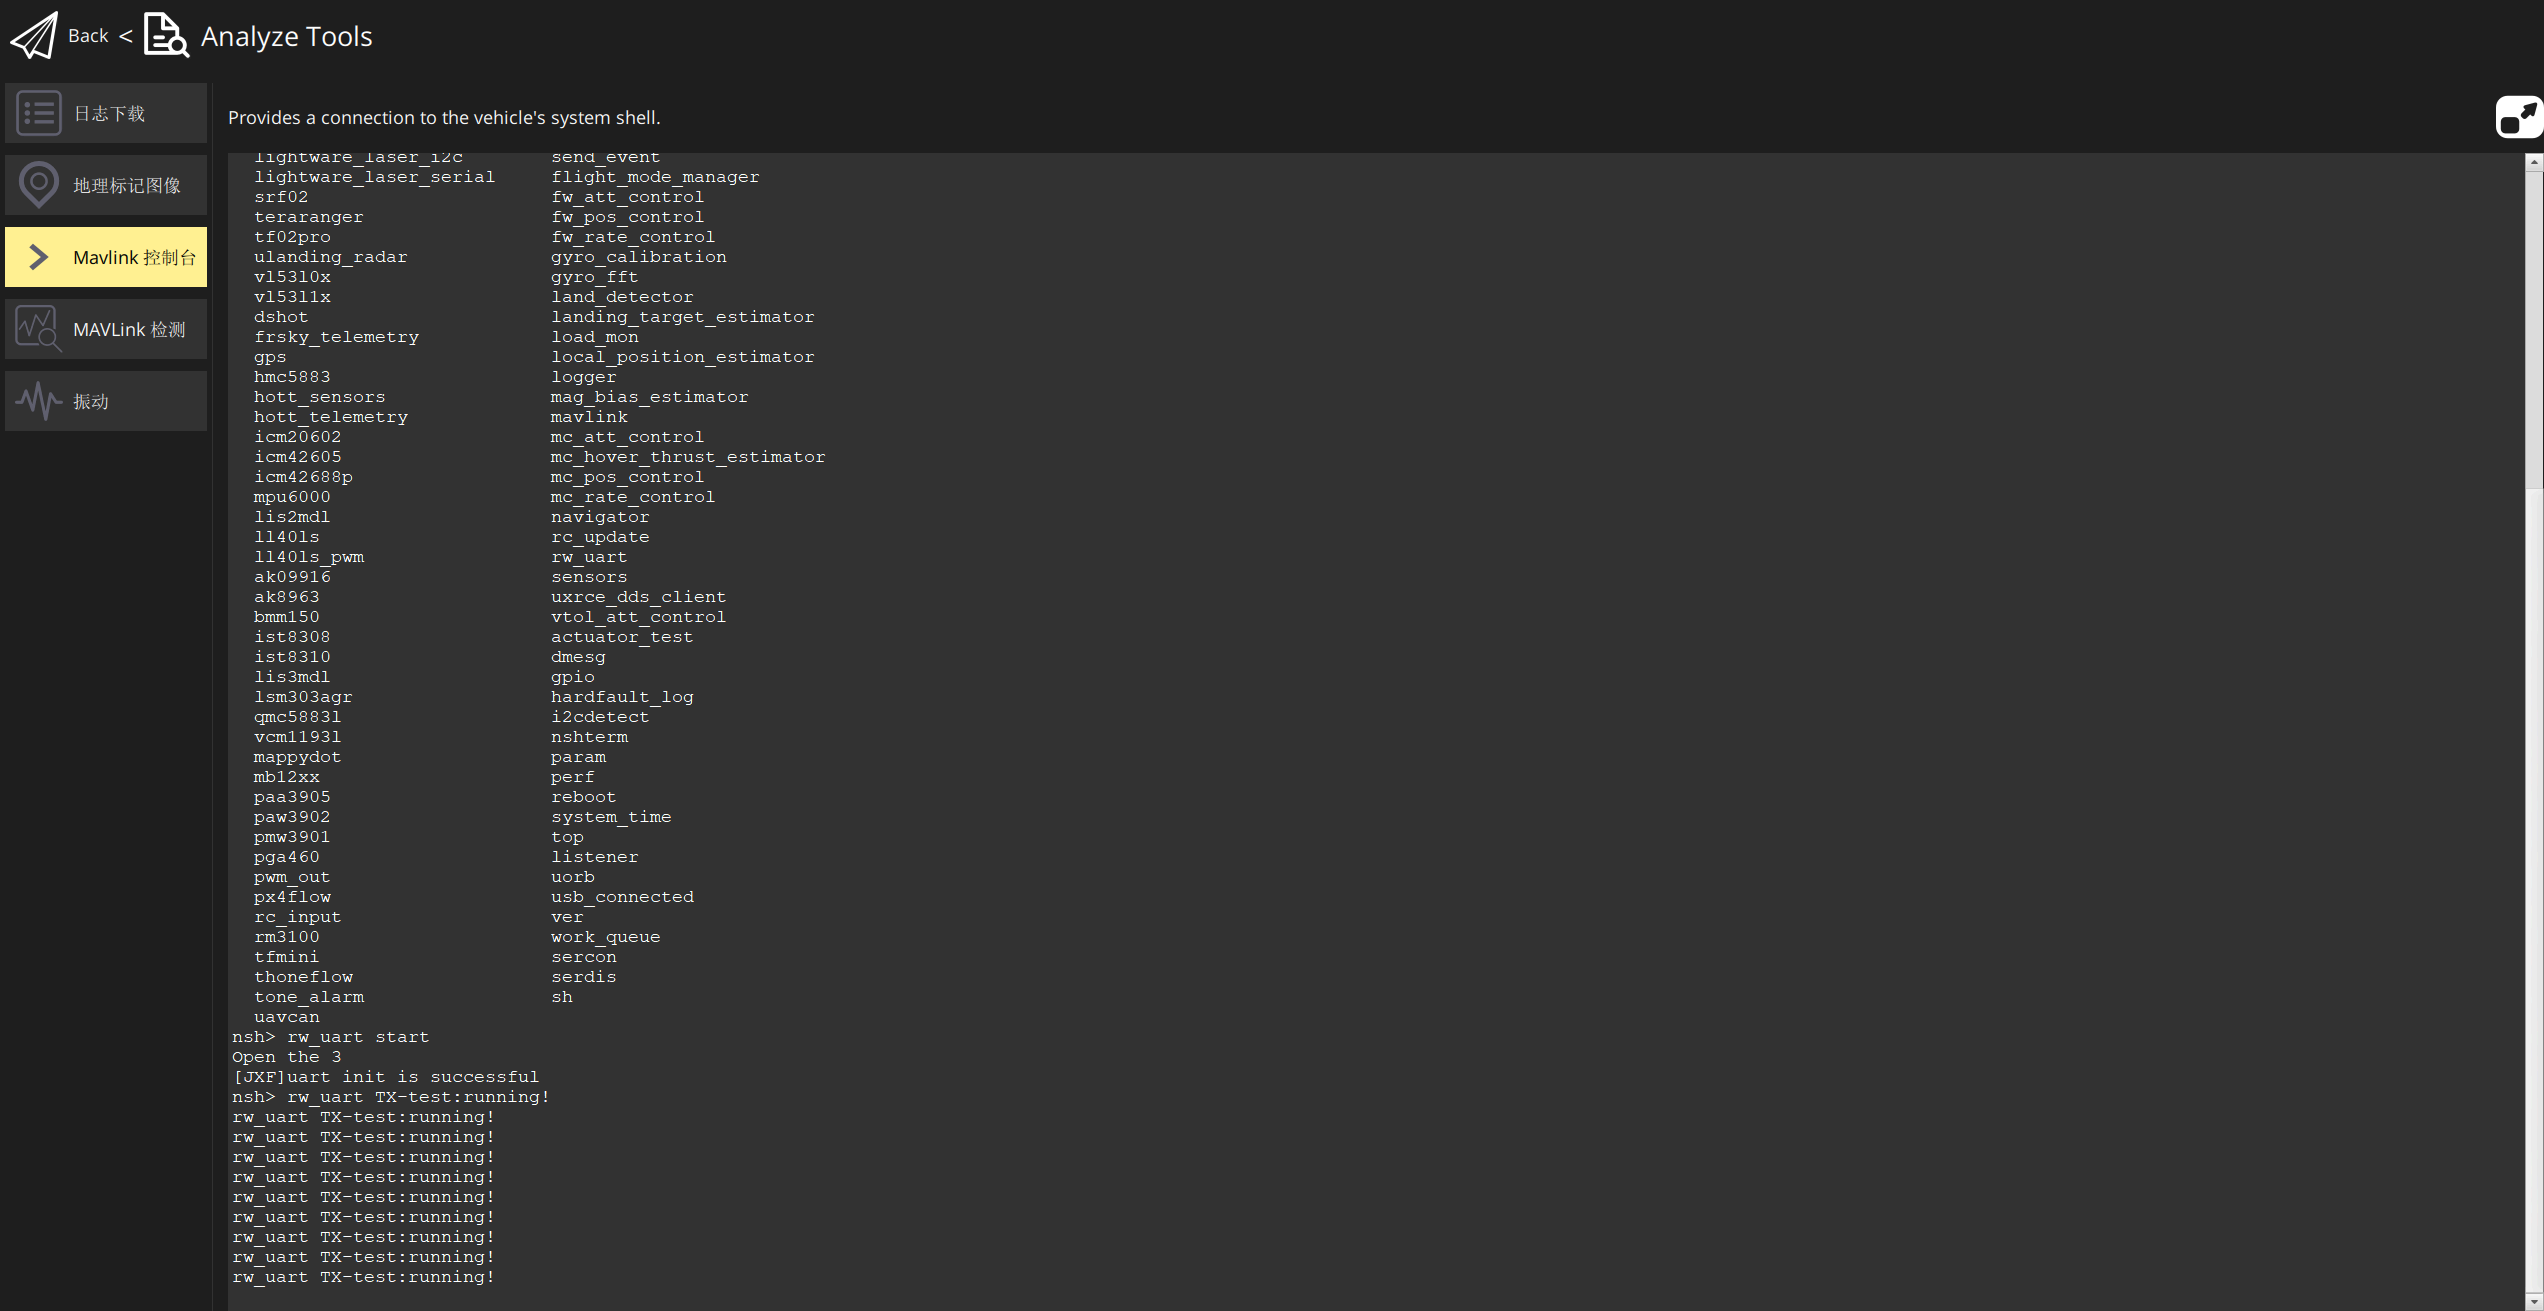 Back < Analyze Tools
日志下载
地理标记图像
Mavlink 控制台
MAVLink 检测
振动
Provides a connection to the vehicle's system shell.
lightware_laser_i2c send_event
lightware_laser_serial flight_mode_manager
srf02 fw_att_control
teraranger fw_pos_control
tf02pro fw_rate_control
ulanding_radar gyro_calibration
vl53l0x gyro_fft
vl53l1x land_detector
dshot landing_target_estimator
frsky_telemetry load_mon
gps local_position_estimator
hmc5883 logger
hott_sensors mag_bias_estimator
hott_telemetry mavlink
icm20602 mc_att_control
icm42605 mc_hover_thrust_estimator
icm42688p mc_pos_control
mpu6000 mc_rate_control
lis2mdl navigator
ll40ls rc_update
ll40ls_pwm rw_uart
ak09916 sensors
ak8963 uxrce_dds_client
bmm150 vtol_att_control
ist8308 actuator_test
ist8310 dmesg
lis3mdl gpio
lsm303agr hardfault_log
qmc5883l i2cdetect
vcm1193l nshterm
mappydot param
mb12xx perf
paa3905 reboot
paw3902 system_time
pmw3901 top
pga460 listener
pwm_out uorb
px4flow usb_connected
rc_input ver
rm3100 work_queue
tfmini sercon
thoneflow serdis
tone_alarm sh
uavcan
nsh> rw_uart start
Open the 3
[JXF]uart init is successful
nsh> rw_uart TX-test:running!
rw_uart TX-test:running!
rw_uart TX-test:running!
rw_uart TX-test:running!
rw_uart TX-test:running!
rw_uart TX-test:running!
rw_uart TX-test:running!
rw_uart TX-test:running!
rw_uart TX-test:running!
rw_uart TX-test:running!